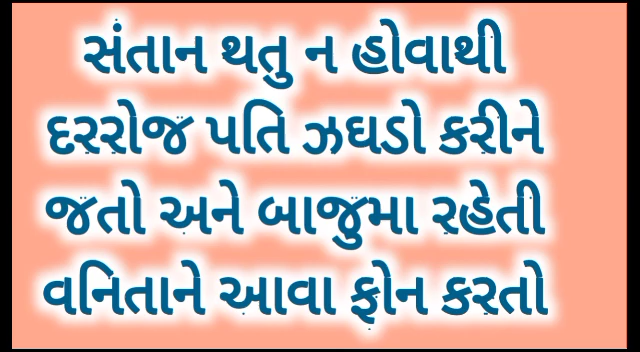 સંતાન થતુ ન હોવાથી
દરરોજ પતિ ઝઘડો કરીને
જતો અને બાજુમા રહેતી
વનિતાને આવા ફોન કરતો